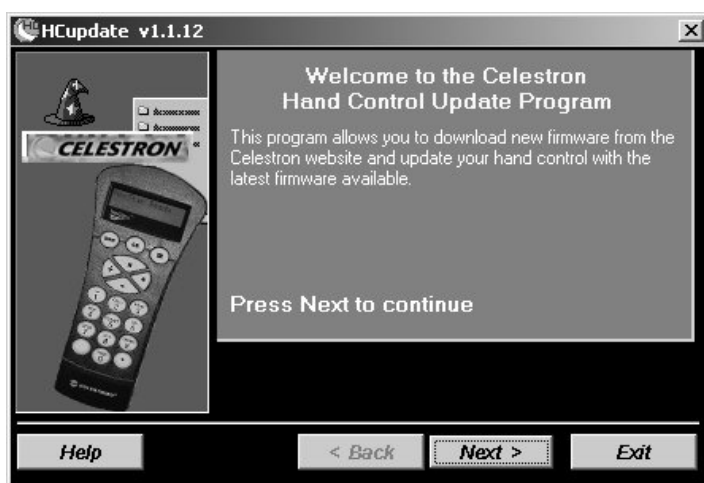 HCupdate v1.1.12
CELESTRON
Welcome to the Celestron
Hand Control Update Program
This program allows you to download new firmware from the
Celestron website and update your hand control with the
latest firmware available.
Press Next to continue
Help
< Back
Next >
Exit